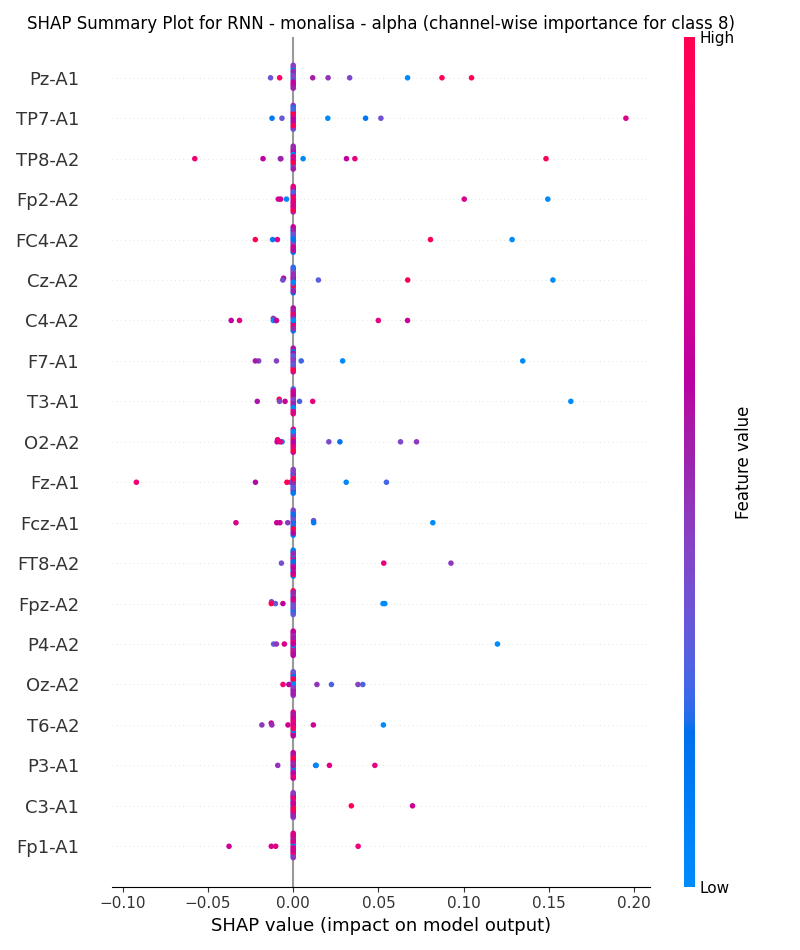 SHAP Summary Plot for RNN - monalisa - alpha (channel-wise importance for class 8)
High
Pz-A1
TP7-A1
TP8-A2
Fp2-A2
FC4-A2
Cz-A2
C4-A2
F7-A1
T3-A1
O2-A2
Fz-A1
Fcz-A1
FT8-A2
Fpz-A2
P4-A2
Oz-A2
T6-A2
P3-A1
C3-A1
Fp1-A1
Feature value
Low
−0.10 −0.05 0.00 0.05 0.10 0.15 0.20
SHAP value (impact on model output)